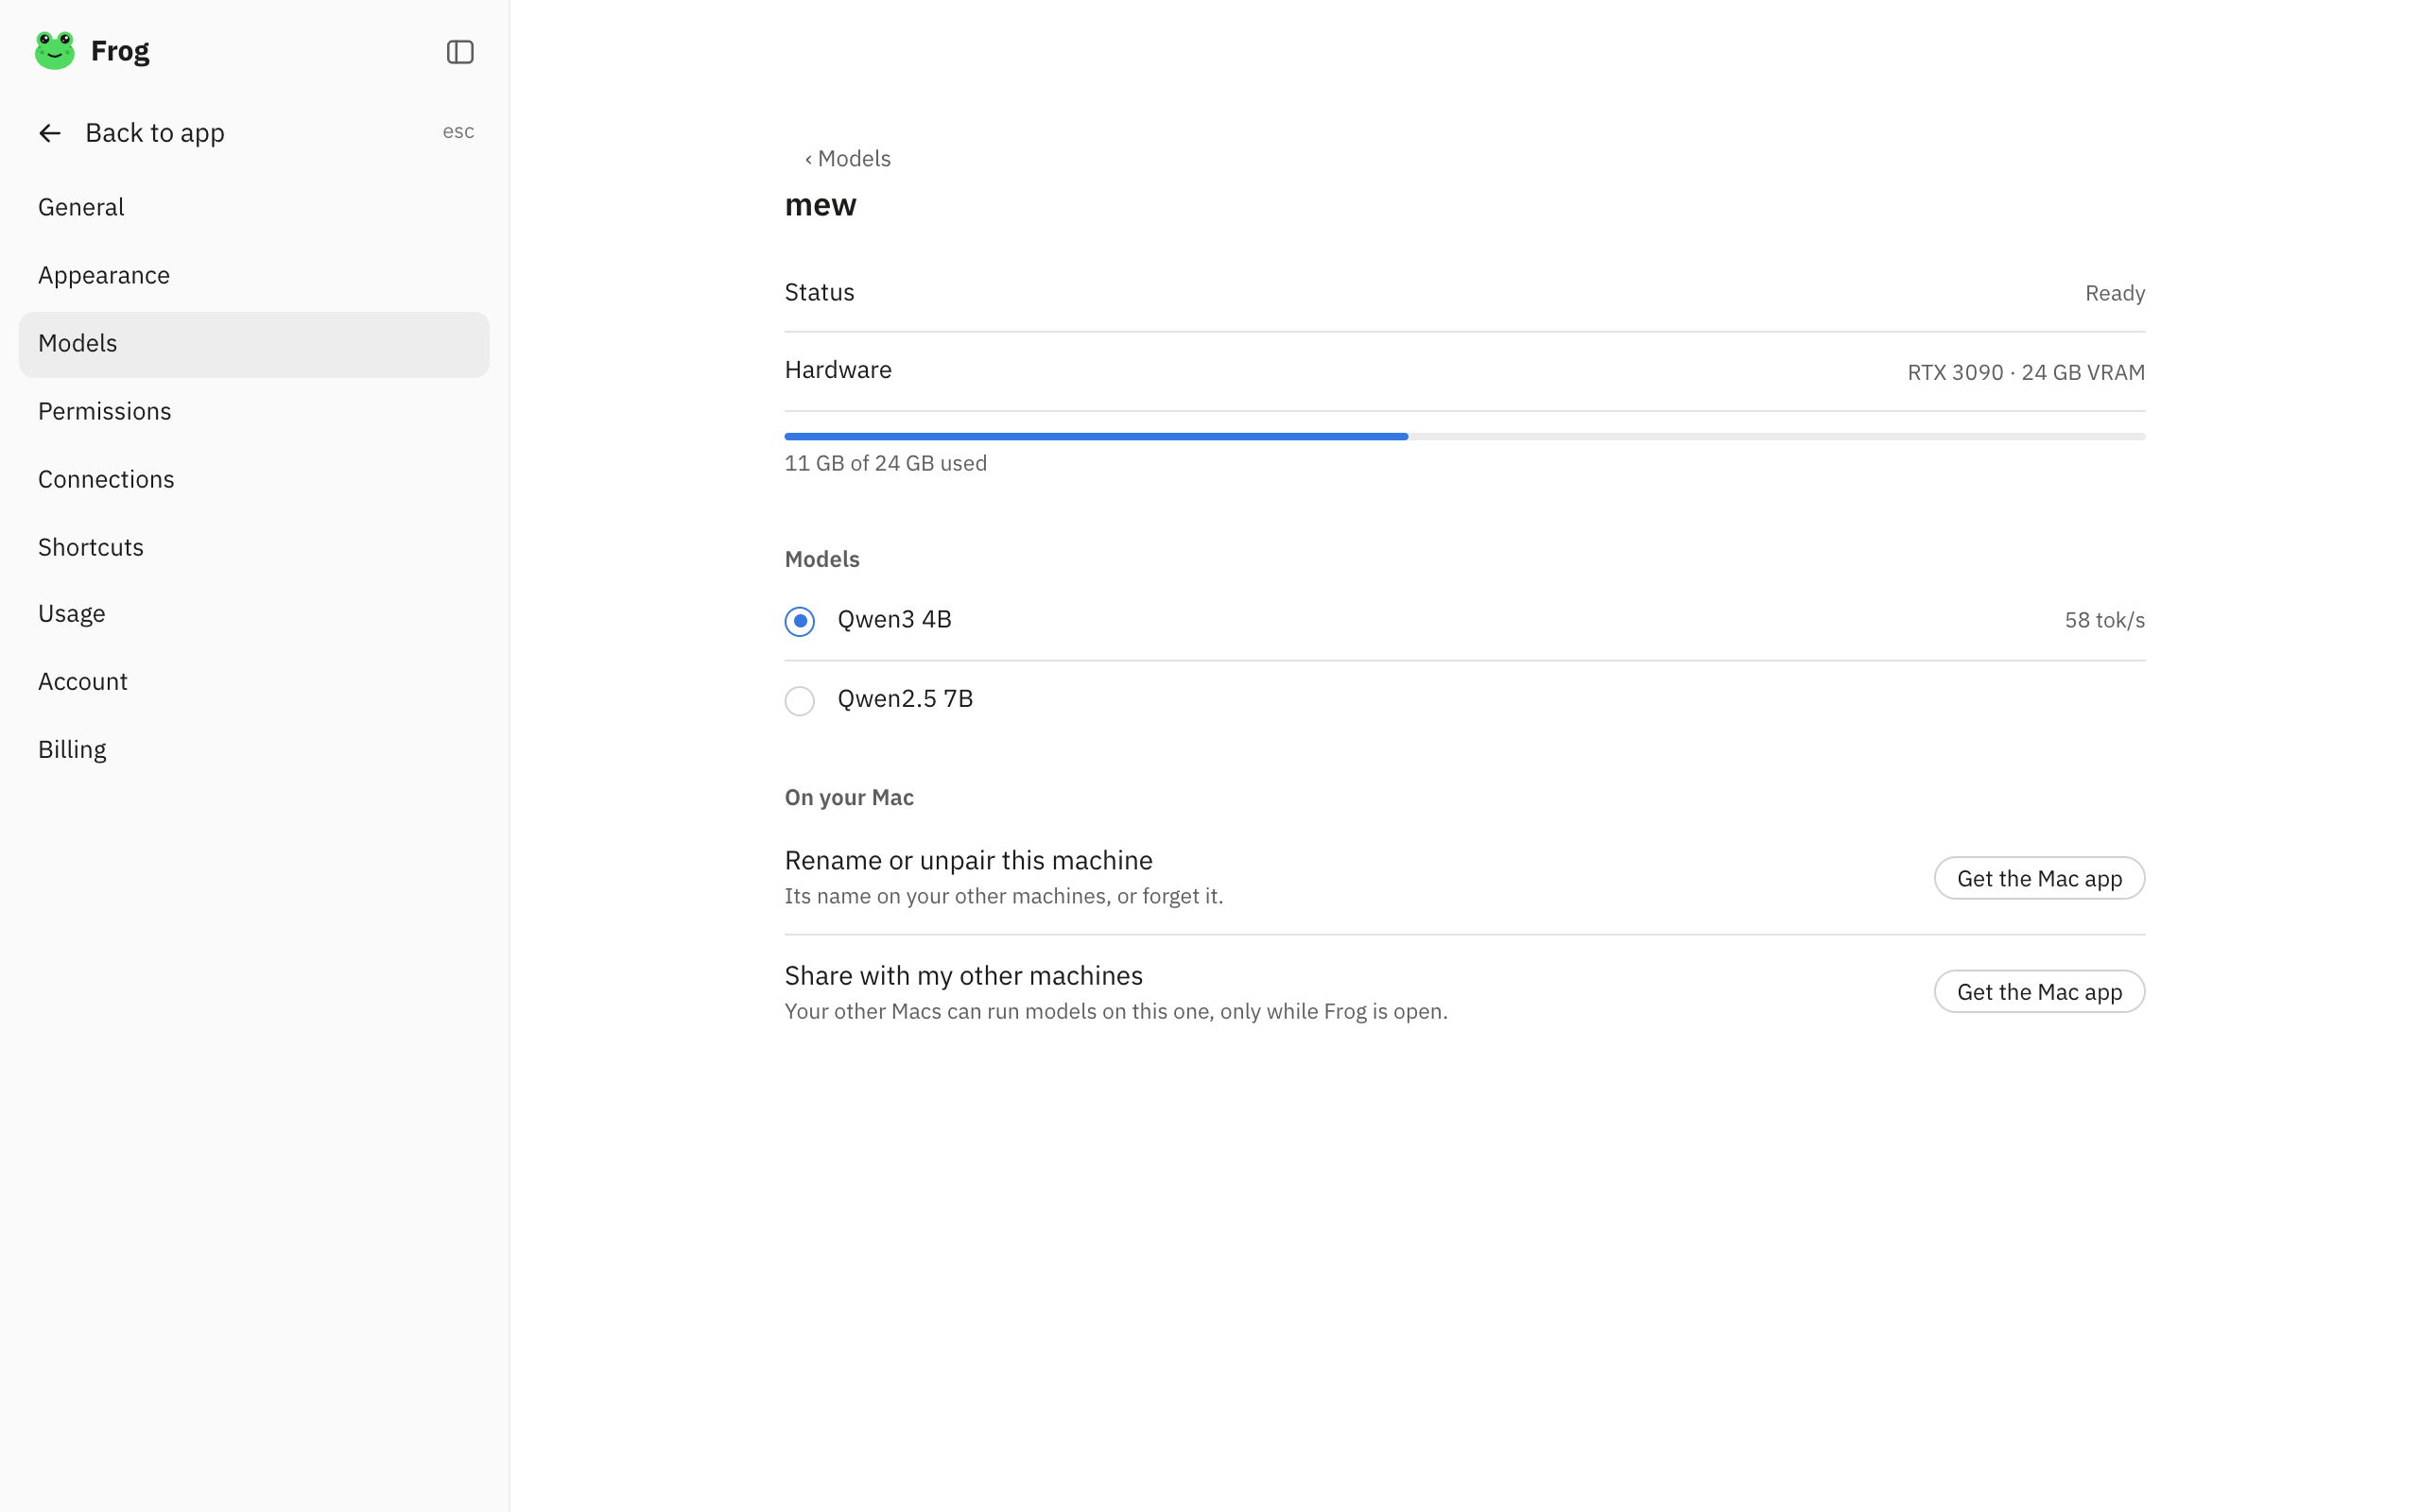 Frog
Back to app
esc
General
Appearance
Models
Permissions
Connections
Shortcuts
Usage
Account
Billing
‹ Models
mew
Status
Ready
Hardware
RTX 3090 · 24 GB VRAM
11 GB of 24 GB used
Models
Qwen3 4B
58 tok/s
Qwen2.5 7B
On your Mac
Rename or unpair this machine
Its name on your other machines, or forget it.
Get the Mac app
Share with my other machines
Your other Macs can run models on this one, only while Frog is open.
Get the Mac app